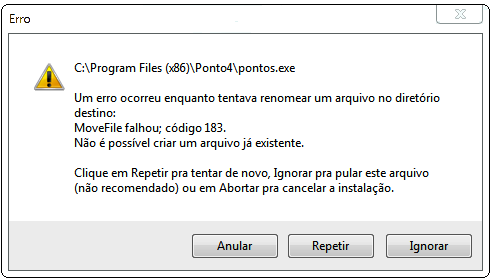 Erro
C:\Program Files (x86)\Ponto4\pontos.exe
Um erro ocorreu enquanto tentava renomear um arquivo no diretório
destino:
MoveFile falhou; código 183.
Não é possível criar um arquivo já existente.
Clique em Repetir pra tentar de novo, Ignorar pra pular este arquivo
(não recomendado) ou em Abortar pra cancelar a instalação.
Anular
Repetir
Ignorar